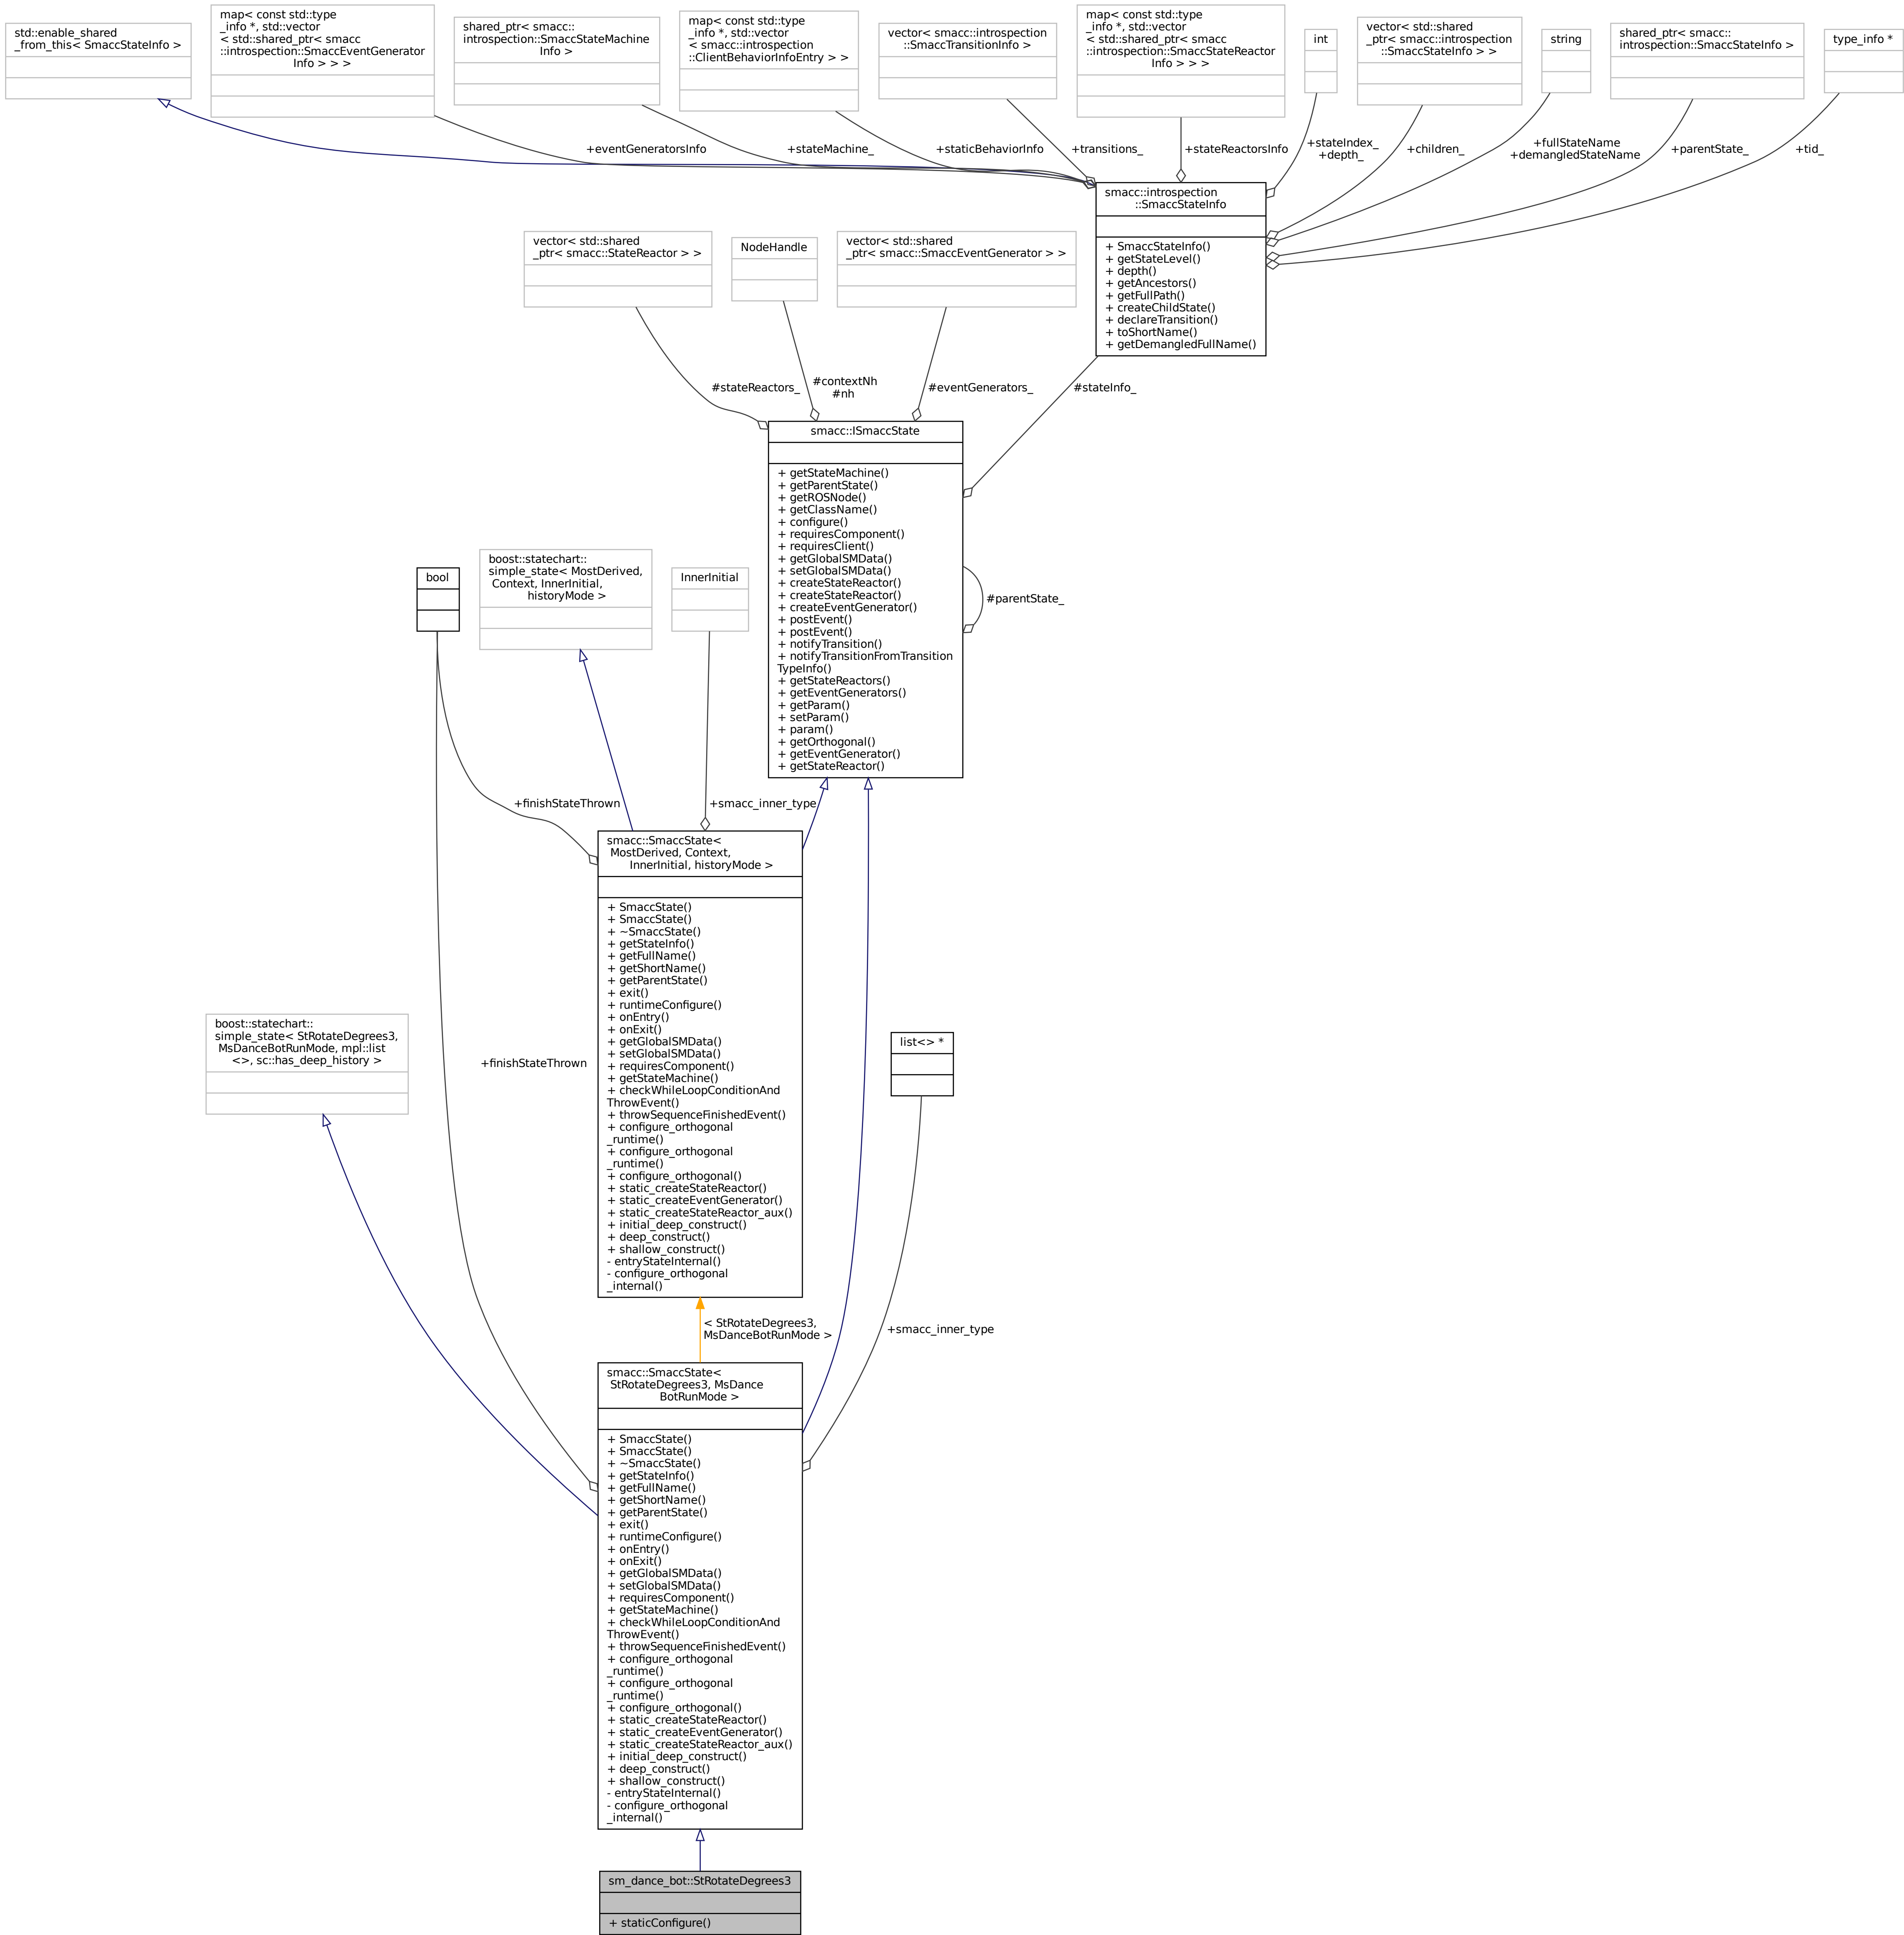 std::enable_shared
_from_this< SmaccStateInfo >
map< const std::type
_info *, std::vector
< std::shared_ptr< smacc
::introspection::SmaccEventGenerator
Info > > >
shared_ptr< smacc::
introspection::SmaccStateMachine
Info >
map< const std::type
_info *, std::vector
< smacc::introspection
::ClientBehaviorInfoEntry > >
vector< smacc::introspection
::SmaccTransitionInfo >
map< const std::type
_info *, std::vector
< std::shared_ptr< smacc
::introspection::SmaccStateReactor
Info > > >
int
vector< std::shared
_ptr< smacc::introspection
::SmaccStateInfo > >
string
shared_ptr< smacc::
introspection::SmaccStateInfo >
type_info *
+eventGeneratorsInfo
+stateMachine_
+staticBehaviorInfo
+transitions_
+stateReactorsInfo
+stateIndex_
+depth_
+children_
+fullStateName
+demangledStateName
+parentState_
+tid_
smacc::introspection
::SmaccStateInfo
+ SmaccStateInfo()
+ getStateLevel()
+ depth()
+ getAncestors()
+ getFullPath()
+ createChildState()
+ declareTransition()
+ toShortName()
+ getDemangledFullName()
vector< std::shared
_ptr< smacc::StateReactor > >
NodeHandle
vector< std::shared
_ptr< smacc::SmaccEventGenerator > >
#stateReactors_
#contextNh
#nh
#eventGenerators_
#stateInfo_
smacc::ISmaccState
+ getStateMachine()
+ getParentState()
+ getROSNode()
+ getClassName()
+ configure()
+ requiresComponent()
+ requiresClient()
+ getGlobalSMData()
+ setGlobalSMData()
+ createStateReactor()
+ createStateReactor()
+ createEventGenerator()
+ postEvent()
+ postEvent()
+ notifyTransition()
+ notifyTransitionFromTransition
TypeInfo()
+ getStateReactors()
+ getEventGenerators()
+ getParam()
+ setParam()
+ param()
+ getOrthogonal()
+ getEventGenerator()
+ getStateReactor()
#parentState_
bool
boost::statechart::
simple_state< MostDerived,
Context, InnerInitial,
historyMode >
InnerInitial
+finishStateThrown
+smacc_inner_type
smacc::SmaccState<
MostDerived, Context,
InnerInitial, historyMode >
+ SmaccState()
+ SmaccState()
+ ~SmaccState()
+ getStateInfo()
+ getFullName()
+ getShortName()
+ getParentState()
+ exit()
+ runtimeConfigure()
+ onEntry()
+ onExit()
+ getGlobalSMData()
+ setGlobalSMData()
+ requiresComponent()
+ getStateMachine()
+ checkWhileLoopConditionAnd
ThrowEvent()
+ throwSequenceFinishedEvent()
+ configure_orthogonal
_runtime()
+ configure_orthogonal
_runtime()
+ configure_orthogonal()
+ static_createStateReactor()
+ static_createEventGenerator()
+ static_createStateReactor_aux()
+ initial_deep_construct()
+ deep_construct()
+ shallow_construct()
- entryStateInternal()
- configure_orthogonal
_internal()
boost::statechart::
simple_state< StRotateDegrees3,
MsDanceBotRunMode, mpl::list
<>, sc::has_deep_history >
+finishStateThrown
list<> *
< StRotateDegrees3,
MsDanceBotRunMode >
+smacc_inner_type
smacc::SmaccState<
StRotateDegrees3, MsDance
BotRunMode >
+ SmaccState()
+ SmaccState()
+ ~SmaccState()
+ getStateInfo()
+ getFullName()
+ getShortName()
+ getParentState()
+ exit()
+ runtimeConfigure()
+ onEntry()
+ onExit()
+ getGlobalSMData()
+ setGlobalSMData()
+ requiresComponent()
+ getStateMachine()
+ checkWhileLoopConditionAnd
ThrowEvent()
+ throwSequenceFinishedEvent()
+ configure_orthogonal
_runtime()
+ configure_orthogonal
_runtime()
+ configure_orthogonal()
+ static_createStateReactor()
+ static_createEventGenerator()
+ static_createStateReactor_aux()
+ initial_deep_construct()
+ deep_construct()
+ shallow_construct()
- entryStateInternal()
- configure_orthogonal
_internal()
sm_dance_bot::StRotateDegrees3
+ staticConfigure()